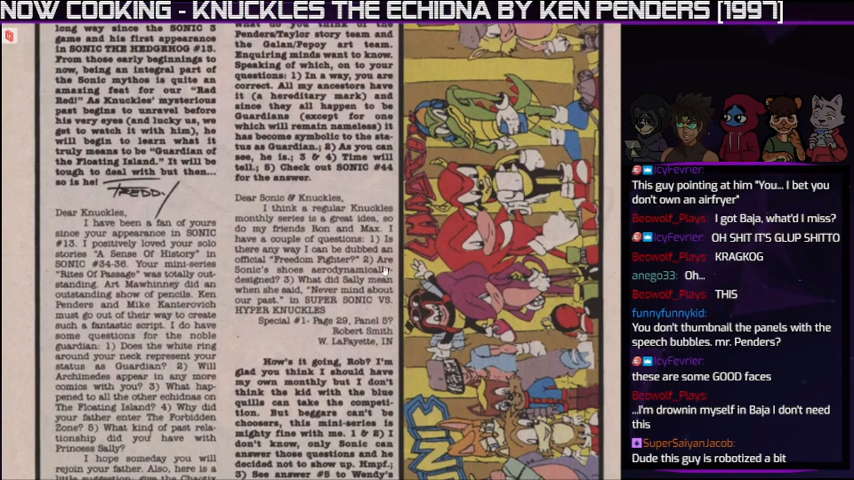 NOW COOKING - KNUCKLES THE ECHIDNA BY KEN PENDERS [1997]
long way since the SONIC 3
game and his first appearance
in SONIC THE HEDGEHOG #13.
From those early beginnings to
now, being an integral part of
the Sonic mythos is quite an
amazing feat for our "Rad
Red!" As Knuckles' mysterious
past begins to unravel before
his very eyes (and lucky us, we
get to watch it with him), he
will begin to learn what it
truly means to be "Guardian of
the Floating Island." It will be
tough to deal with but then...
so is he!
FREDDY
Dear Knuckles,
I have been a fan of yours
since your appearance in SONIC
#13. I positively loved your solo
stories "A Sense Of History" in
SONIC #34-36. Your mini-series
"Rites Of Passage" was totally out-
standing. Art Mawhinney did an
outstanding show of pencils. Ken
Penders and Mike Kanterovich
must go out of their way to create
such a fantastic script. I do have
some questions for the noble
guardian: 1) Does the white ring
around your neck represent your
status as Guardian? 2) Will
Archimedes appear in any more
comics with you? 3) What hap-
pened to all the other echidnas on
The Floating Island? 4) Why did
your father enter The Forbidden
Zone? 5) What kind of past rela-
tionship did you have with
Princess Sally?
I hope someday you will
rejoin your father. Also, here is a
little suggestion: give the Chaotix
what do you think of the
Penders/Taylor story team and
the Galan/Pepoy art team.
Enquiring minds want to know.
Speaking of which, on to your
questions: 1) In a way, you are
correct. All my ancestors have
it (a hereditary mark) and
since they all happen to be
Guardians (except for one
which will remain nameless) it
has become symbolic to the sta-
tus as Guardian.; 2) As you can
see, he is.; 3 & 4) Time will
tell.; 5) Check out SONIC #44
for the answer.
Dear Sonic & Knuckles,
I think a regular Knuckles
monthly series is a great idea, so
do my friends Ron and Max. I
have a couple of questions: 1) Is
there any way I can be dubbed an
official "Freedom Fighter?" 2) Are
Sonic's shoes aerodynamically
designed? 3) What did Sally mean
when she said, "Never mind about
our past." in SUPER SONIC VS.
HYPER KNUCKLES
Special #1- Page 29, Panel 5?
Robert Smith
W. LaFayette, IN
How's it going, Rob? I'm
glad you think I should have
my own monthly but I don't
think the kid with the blue
quills can take the competi-
tion. But beggars can't be
choosers, this mini-series is
mighty fine with me. 1 & 2) I
don't know, only Sonic can
answer those questions and he
decided not to show up. Hmpf.;
3) See answer #5 to Wendy's
CHAOTIX
SONIC
IcyFevrier:
This guy pointing at him "You... I bet you
don't own an airfryer"
Beowolf_Plays: I got Baja, what'd I miss?
IcyFevrier: OH SHIT IT'S GLUP SHITTO
Beowolf_Plays: KRAGKOG
anego33: Oh...
Beowolf_Plays: THIS
funnyfunnykid:
You don't thumbnail the panels with the
speech bubbles. mr. Penders?
IcyFevrier:
these are some GOOD faces
Beowolf_Plays:
...I'm drownin myself in Baja I don't need
this
SuperSaiyanJacob:
Dude this guy is robotized a bit